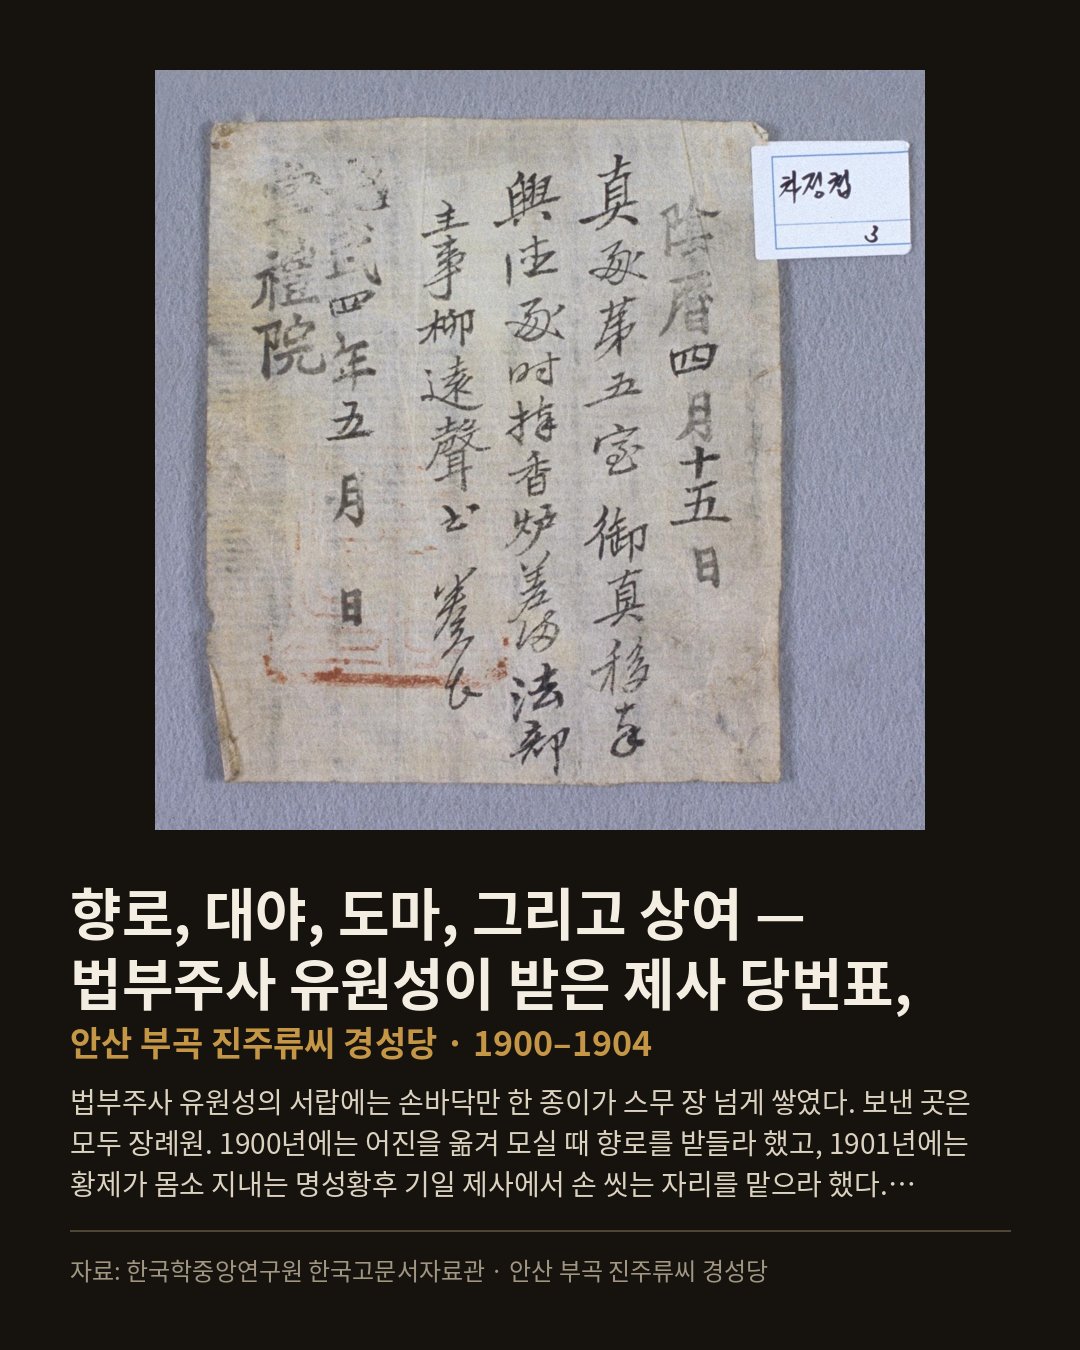 차정첩
3
陰曆四月十五日
真殿第五室 御真移奉
興德殿時捧香炉差備法部
主事柳遠聲
光武四年五月 日
掌禮院
향로, 대야, 도마, 그리고 상여 —
법부주사 유원성이 받은 제사 당번표,
안산 부곡 진주류씨 경성당 · 1900–1904
법부주사 유원성의 서랍에는 손바닥만 한 종이가 스무 장 넘게 쌓였다. 보낸 곳은
모두 장례원. 1900년에는 어진을 옮겨 모실 때 향로를 받들라 했고, 1901년에는
황제가 몸소 지내는 명성황후 기일 제사에서 손 씻는 자리를 맡으라 했다.…
자료: 한국학중앙연구원 한국고문서자료관 · 안산 부곡 진주류씨 경성당